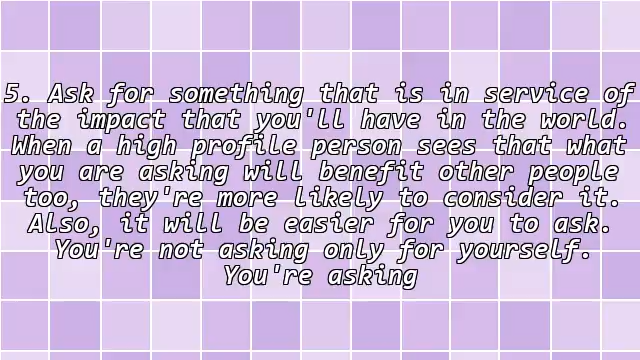 5. Ask for something that is in service of
the impact that you'll have in the world.
When a high profile person sees that what
you are asking will benefit other people
too, they're more likely to consider it.
Also, it will be easier for you to ask.
You're not asking only for yourself.
You're asking